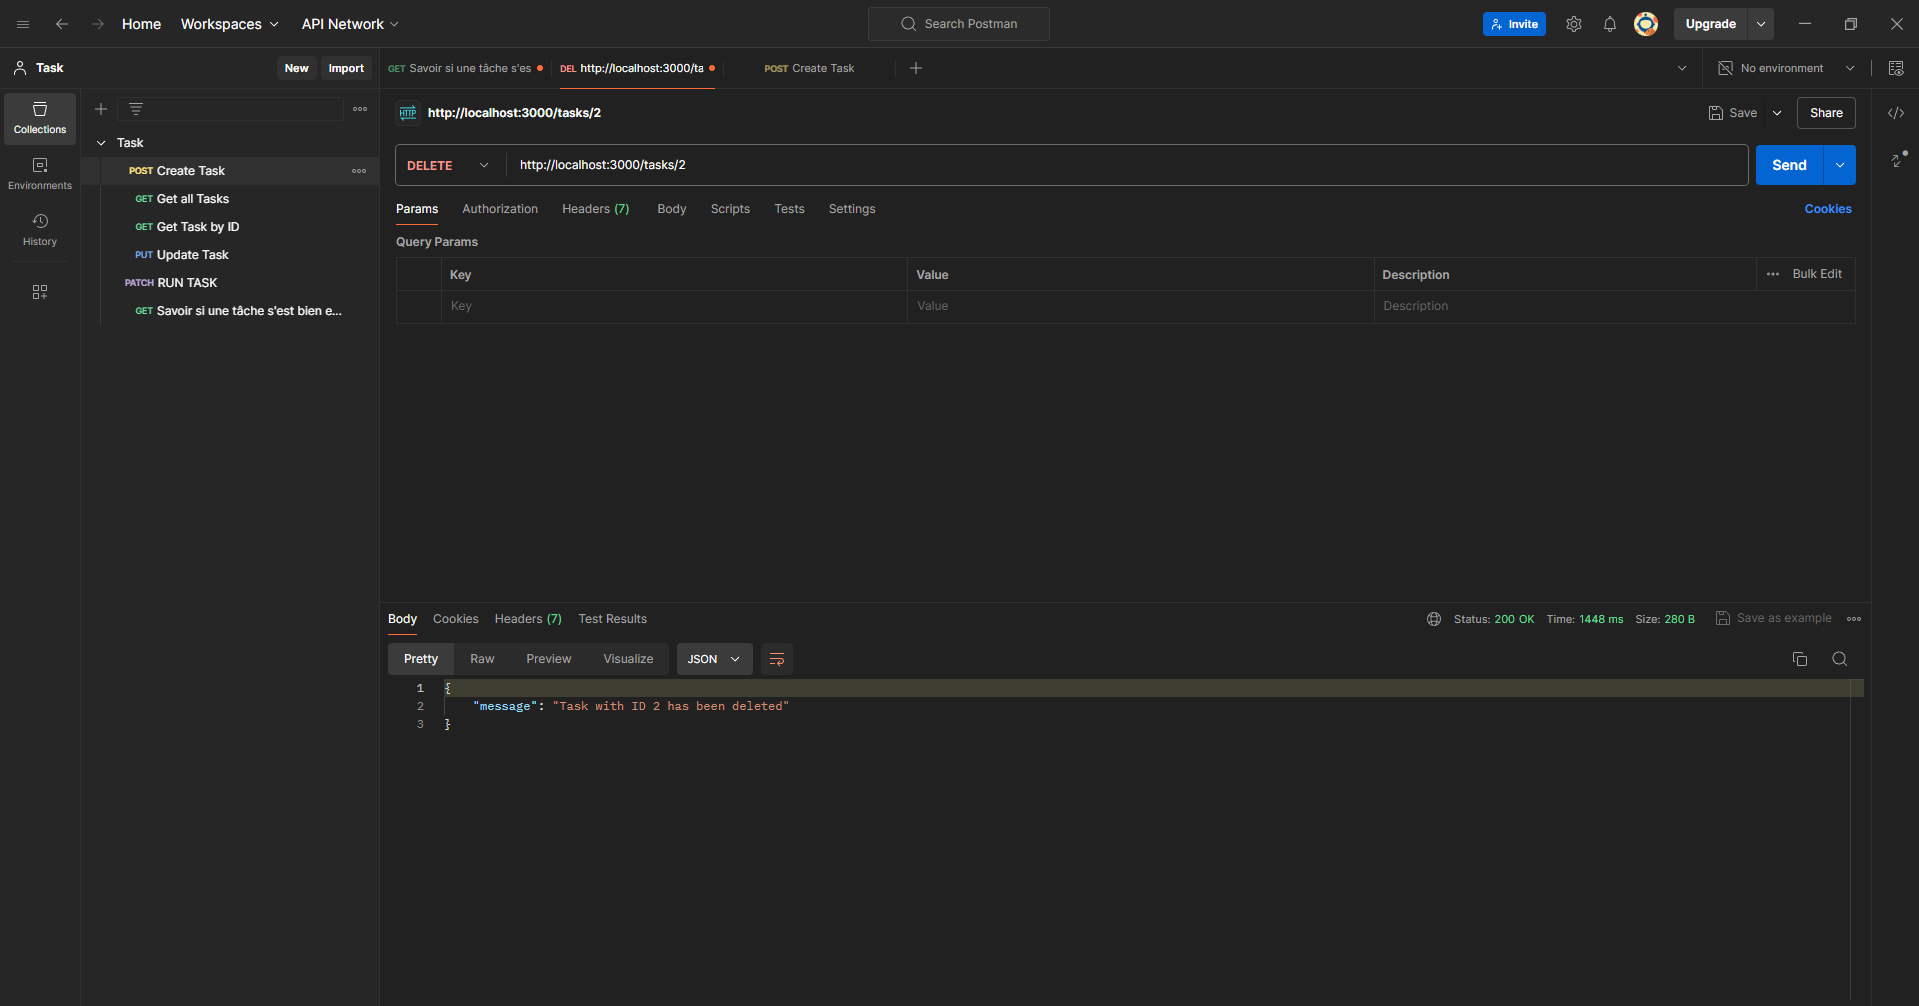 Home Workspaces API Network Search Postman Invite Upgrade
Task New Import GET Savoir si une tâche s'es DEL http://localhost:3000/ta POST Create Task No environment
Collections
Environments
History
Task
POST Create Task
GET Get all Tasks
GET Get Task by ID
PUT Update Task
PATCH RUN TASK
GET Savoir si une tâche s'est bien e...
HTTP http://localhost:3000/tasks/2 Save Share
DELETE http://localhost:3000/tasks/2 Send
Params Authorization Headers (7) Body Scripts Tests Settings Cookies
Query Params
Key Value Description Bulk Edit
Key Value Description
Body Cookies Headers (7) Test Results Status: 200 OK Time: 1448 ms Size: 280 B Save as example
Pretty Raw Preview Visualize JSON
1 {
2 "message": "Task with ID 2 has been deleted"
3 }